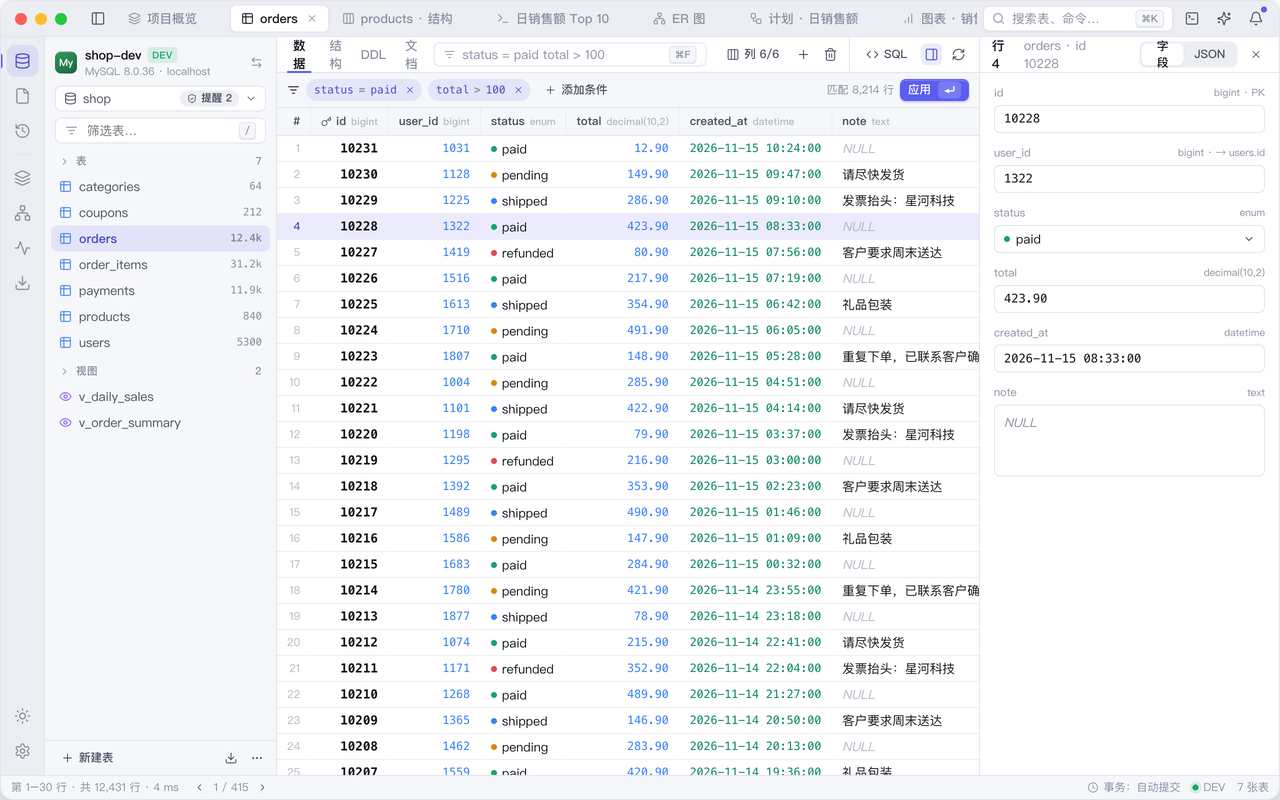 项目概览
orders
products · 结构
日销售额 Top 10
ER 图
计划 · 日销售额
图表 · 销
搜索表、命令... ⌘K
My
shop-dev DEV
MySQL 8.0.36 · localhost
shop 提醒 2
筛选表... /
表 7
categories 64
coupons 212
orders 12.4k
order_items 31.2k
payments 11.9k
products 840
users 5300
视图 2
v_daily_sales
v_order_summary
新建表
数据 结构 DDL 文档
status = paid total > 100 ⌘F
列 6/6
SQL
status = paid ×
total > 100 ×
添加条件
匹配 8,214 行
应用
# id bigint user_id bigint status enum total decimal(10,2) created_at datetime note text
1 10231 1031 paid 12.90 2026-11-15 10:24:00 NULL
2 10230 1128 pending 149.90 2026-11-15 09:47:00 请尽快发货
3 10229 1225 shipped 286.90 2026-11-15 09:10:00 发票抬头：星河科技
4 10228 1322 paid 423.90 2026-11-15 08:33:00 NULL
5 10227 1419 refunded 80.90 2026-11-15 07:56:00 客户要求周末送达
6 10226 1516 paid 217.90 2026-11-15 07:19:00 NULL
7 10225 1613 shipped 354.90 2026-11-15 06:42:00 礼品包装
8 10224 1710 pending 491.90 2026-11-15 06:05:00 NULL
9 10223 1807 paid 148.90 2026-11-15 05:28:00 重复下单，已联系客户确
10 10222 1004 pending 285.90 2026-11-15 04:51:00 NULL
11 10221 1101 shipped 422.90 2026-11-15 04:14:00 请尽快发货
12 10220 1198 paid 79.90 2026-11-15 03:37:00 发票抬头：星河科技
13 10219 1295 refunded 216.90 2026-11-15 03:00:00 NULL
14 10218 1392 paid 353.90 2026-11-15 02:23:00 客户要求周末送达
15 10217 1489 shipped 490.90 2026-11-15 01:46:00 NULL
16 10216 1586 pending 147.90 2026-11-15 01:09:00 礼品包装
17 10215 1683 paid 284.90 2026-11-15 00:32:00 NULL
18 10214 1780 pending 421.90 2026-11-14 23:55:00 重复下单，已联系客户确
19 10213 1877 shipped 78.90 2026-11-14 23:18:00 NULL
20 10212 1074 paid 215.90 2026-11-14 22:41:00 请尽快发货
21 10211 1171 refunded 352.90 2026-11-14 22:04:00 发票抬头：星河科技
22 10210 1268 paid 489.90 2026-11-14 21:27:00 NULL
23 10209 1365 shipped 146.90 2026-11-14 20:50:00 客户要求周末送达
24 10208 1462 pending 283.90 2026-11-14 20:13:00 NULL
25 10207 1559 paid 420.90 2026-11-14 19:36:00 礼品包装
行 4
orders · id 10228
字段 JSON
id bigint · PK
10228
user_id bigint · → users.id
1322
status enum
paid
total decimal(10,2)
423.90
created_at datetime
2026-11-15 08:33:00
note text
NULL
第 1–30 行 · 共 12,431 行 · 4 ms
1 / 415
事务：自动提交
DEV
7 张表